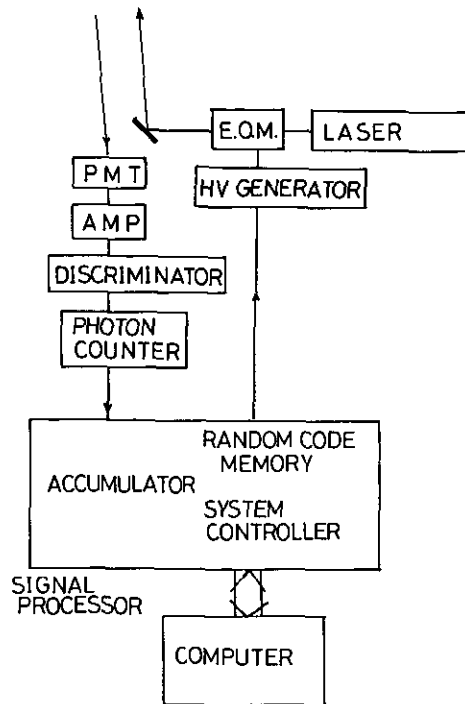 E.O.M.
LASER
PMT
HV GENERATOR
AMP
DISCRIMINATOR
PHOTON
COUNTER
RANDOM CODE
MEMORY
ACCUMULATOR
SYSTEM
CONTROLLER
SIGNAL
PROCESSOR
COMPUTER